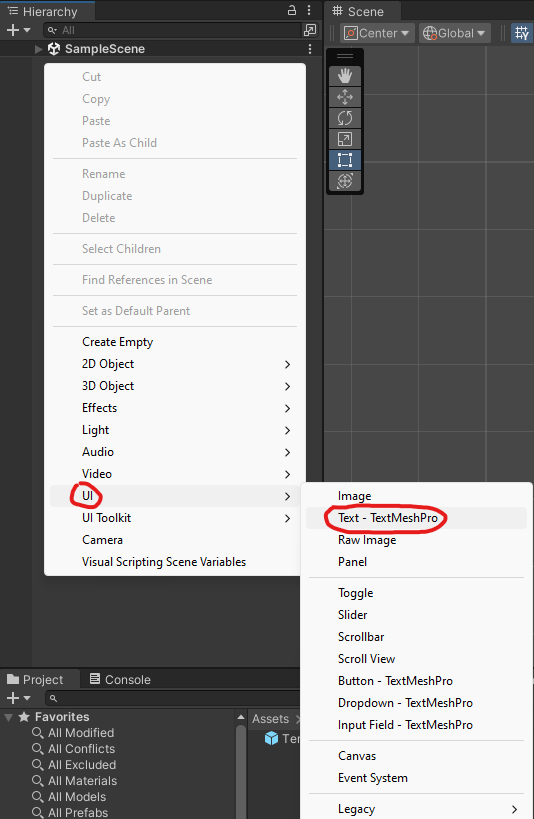 Hierarchy
All
SampleScene
Cut
Copy
Paste
Paste As Child
Rename
Duplicate
Delete
Select Children
Find References in Scene
Set as Default Parent
Create Empty
2D Object
3D Object
Effects
Light
Audio
Video
UI
UI Toolkit
Camera
Visual Scripting Scene Variables
Scene
Center
Global
Image
Text - TextMeshPro
Raw Image
Panel
Toggle
Slider
Scrollbar
Scroll View
Button - TextMeshPro
Dropdown - TextMeshPro
Input Field - TextMeshPro
Canvas
Event System
Legacy
Project
Console
Favorites
All Modified
All Conflicts
All Excluded
All Materials
All Models
All Prefabs
Assets